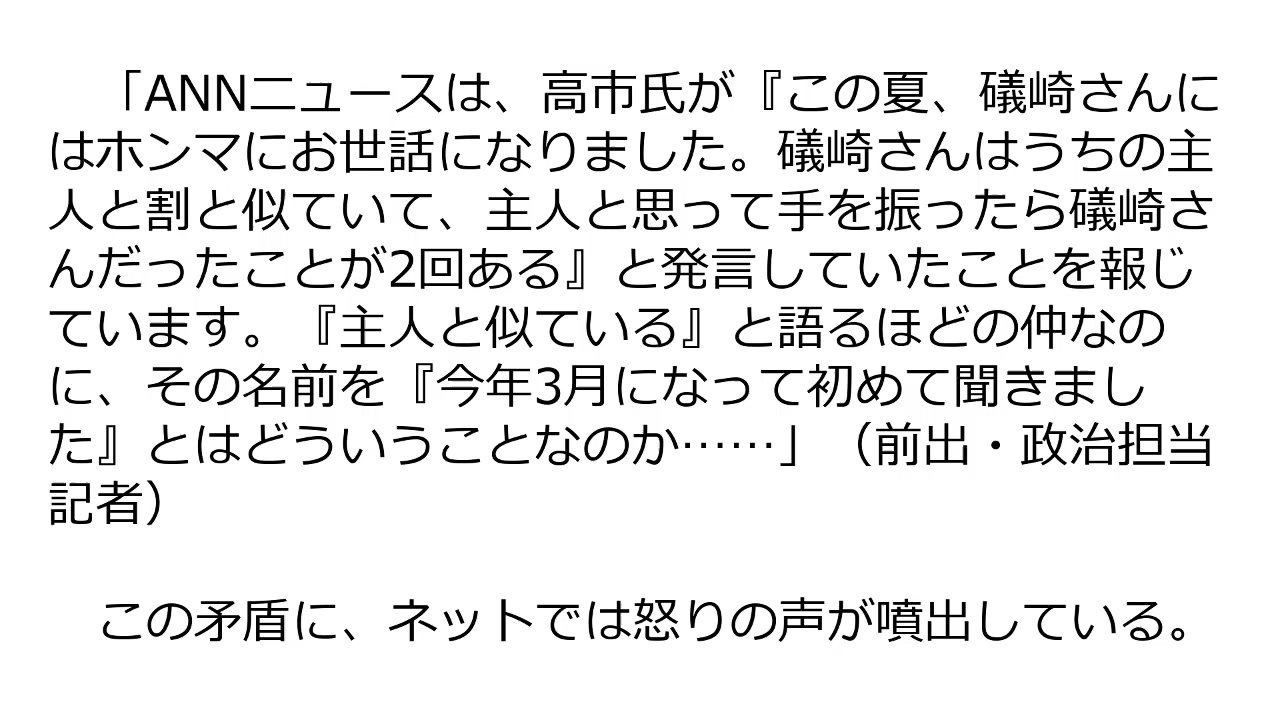 「ANNニュースは、高市氏が『この夏、礒崎さんに
はホンマにお世話になりました。礒崎さんはうちの主
人と割と似ていて、主人と思って手を振ったら礒崎さ
んだったことが2回ある』と発言していたことを報じ
ています。『主人と似ている』と語るほどの仲なの
に、その名前を『今年3月になって初めて聞きまし
た』とはどういうことなのか……」（前出・政治担当
記者）
この矛盾に、ネットでは怒りの声が噴出している。